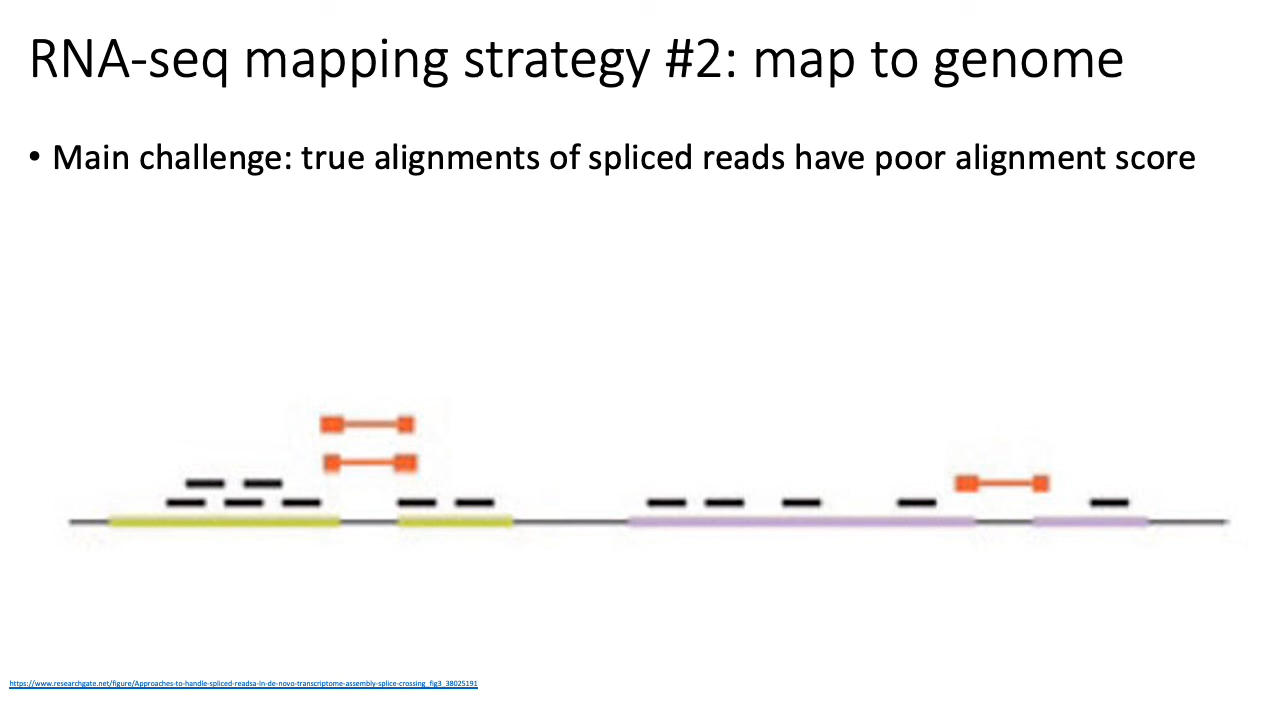 RNA-seq mapping strategy #2: map to genome
• Main challenge: true alignments of spliced reads have poor alignment score
https://www.researchgate.net/figure/Approaches-to-handle-spliced-readsa-In-de-novo-transcriptome-assembly-splice-crossing_fig3_38025191